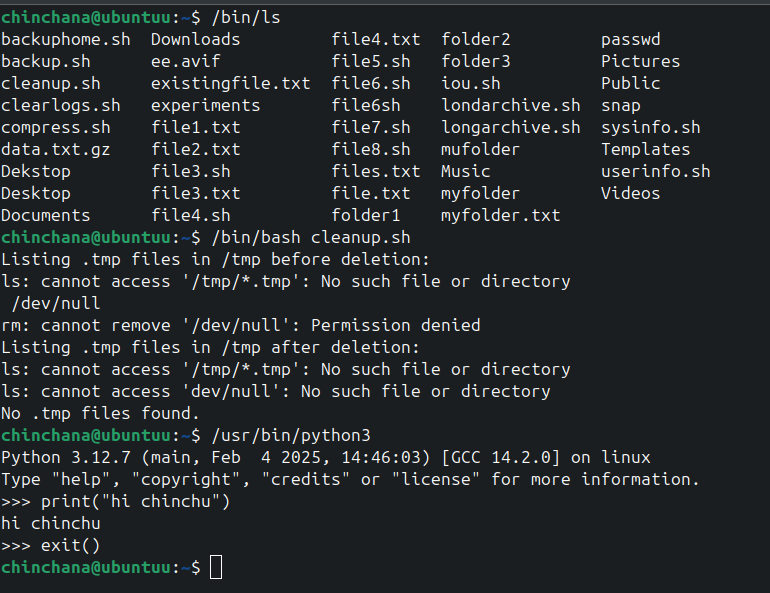 chinchana@ubuntuu:~$ /bin/ls
backuphome.sh  Downloads         file4.txt  folder2         passwd
backup.sh      ee.avif           file5.sh   folder3         Pictures
cleanup.sh     existingfile.txt  file6.sh   iou.sh          Public
clearlogs.sh   experiments       file6sh    londarchive.sh  snap
compress.sh    file1.txt         file7.sh   longarchive.sh  sysinfo.sh
data.txt.gz    file2.txt         file8.sh   mufolder        Templates
Dekstop        file3.sh          files.txt  Music           userinfo.sh
Desktop        file3.txt         file.txt   myfolder        Videos
Documents      file4.sh          folder1    myfolder.txt
chinchana@ubuntuu:~$ /bin/bash cleanup.sh
Listing .tmp files in /tmp before deletion:
ls: cannot access '/tmp/*.tmp': No such file or directory
 /dev/null
rm: cannot remove '/dev/null': Permission denied
Listing .tmp files in /tmp after deletion:
ls: cannot access '/tmp/*.tmp': No such file or directory
ls: cannot access 'dev/null': No such file or directory
No .tmp files found.
chinchana@ubuntuu:~$ /usr/bin/python3
Python 3.12.7 (main, Feb  4 2025, 14:46:03) [GCC 14.2.0] on linux
Type "help", "copyright", "credits" or "license" for more information.
>>> print("hi chinchu")
hi chinchu
>>> exit()
chinchana@ubuntuu:~$